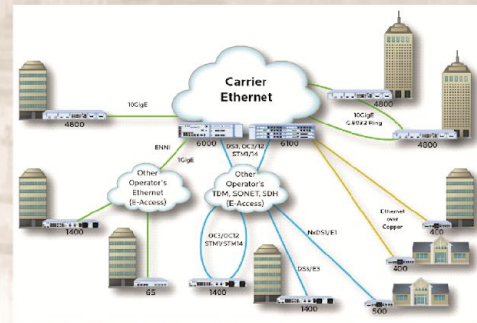 Carrier
Ethernet
10GigE
4800
4800
10GigE
G.8032 Ring
4800
6000
6100
ENNI
1GigE
DS3, OC3/12
STM1/14
Other
Operator's
Ethernet
(E-Access)
Other
Operator's
TDM, SONET, SDH
(E-Access)
Ethernet
over
Copper
1400
65
OC3/OC12
STM1/STM14
1400
DS3/E3
1400
NxDS1/E1
500
400
400